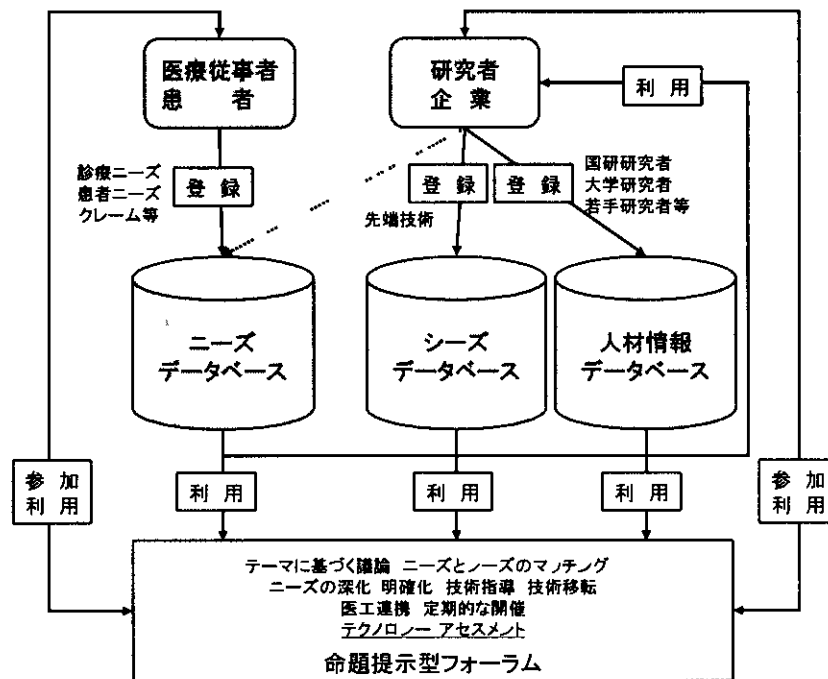 医療従事者
患者
研究者
企業
利用
診療ニーズ
患者ニーズ
クレーム等
登録
登録
登録
国研研究者
大学研究者
若手研究者等
先端技術
ニーズ
データベース
シーズ
データベース
人材情報
データベース
参加
利用
利用
利用
利用
参加
利用
テーマに基づく議論 ニーズとノーズのマッチング
ニーズの深化 明確化 技術指導 技術移転
医工連携 定期的な開催
テクノロシー アセスメント
命題提示型フォーラム